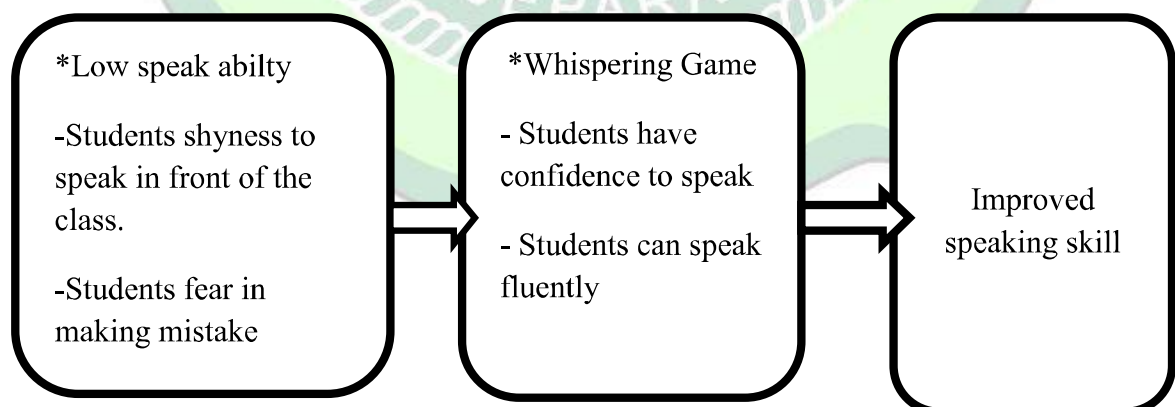 *Low speak abilty
-Students shyness to
speak in front of the
class.
-Students fear in
making mistake
*Whispering Game
- Students have
confidence to speak
- Students can speak
fluently
Improved
speaking skill